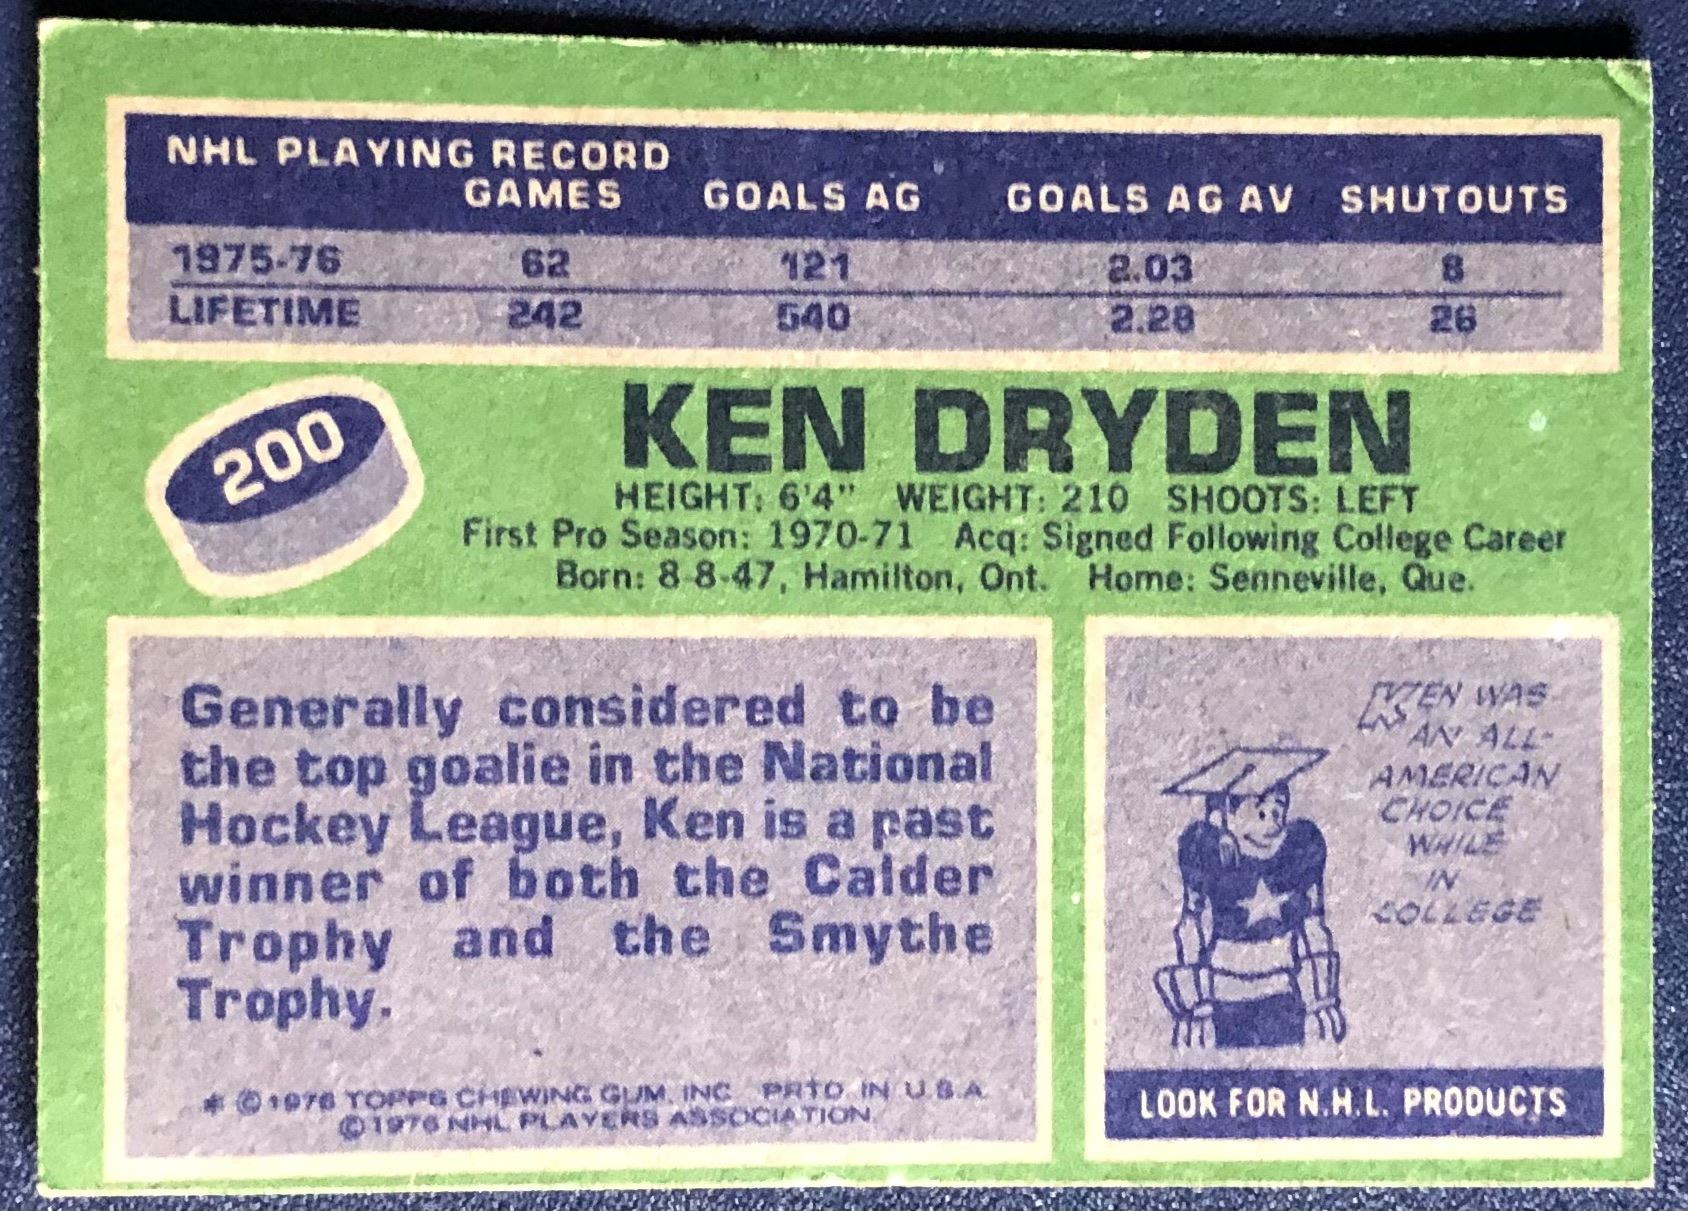 NHL PLAYING RECORD
GAMES GOALS AG GOALS AG AV SHUTOUTS
1975-76 62 121 2.03 8
LIFETIME 242 540 2.28 26
200
KEN DRYDEN
HEIGHT: 6'4" WEIGHT: 210 SHOOTS: LEFT
First Pro Season: 1970-71 Acq: Signed Following College Career
Born: 8-8-47, Hamilton, Ont. Home: Senneville, Que.
Generally considered to be
the top goalie in the National
Hockey League, Ken is a past
winner of both the Calder
Trophy and the Smythe
Trophy.
* © 1976 TOPPS CHEWING GUM, INC. PRTD. IN U.S.A.
© 1976 NHL PLAYERS ASSOCIATION
KEN WAS
AN ALL-
AMERICAN
CHOICE
WHILE
IN
COLLEGE
LOOK FOR N.H.L. PRODUCTS